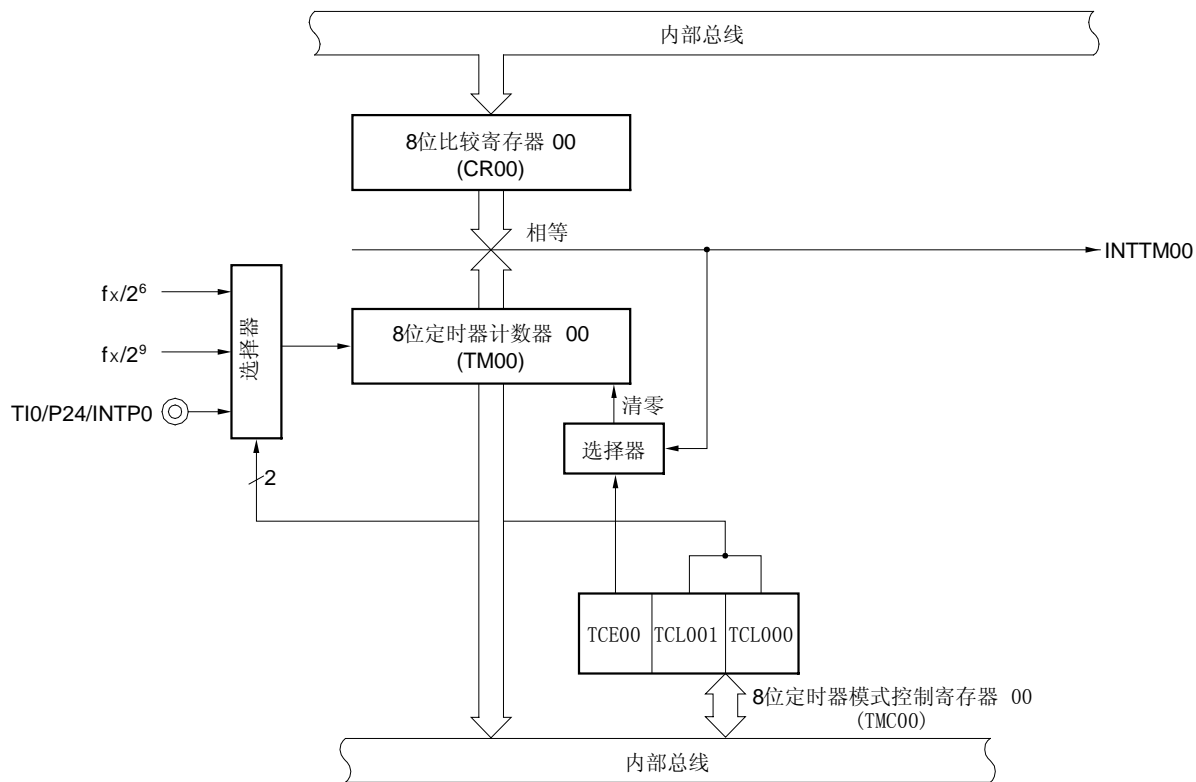 内部总线
8位比较寄存器 00
(CR00)
相等
INTTM00
fx/2⁶
fx/2⁹
TI0/P24/INTP0
选择器
8位定时器计数器 00
(TM00)
清零
选择器
2
TCE00
TCL001
TCL000
8位定时器模式控制寄存器 00
(TMC00)
内部总线